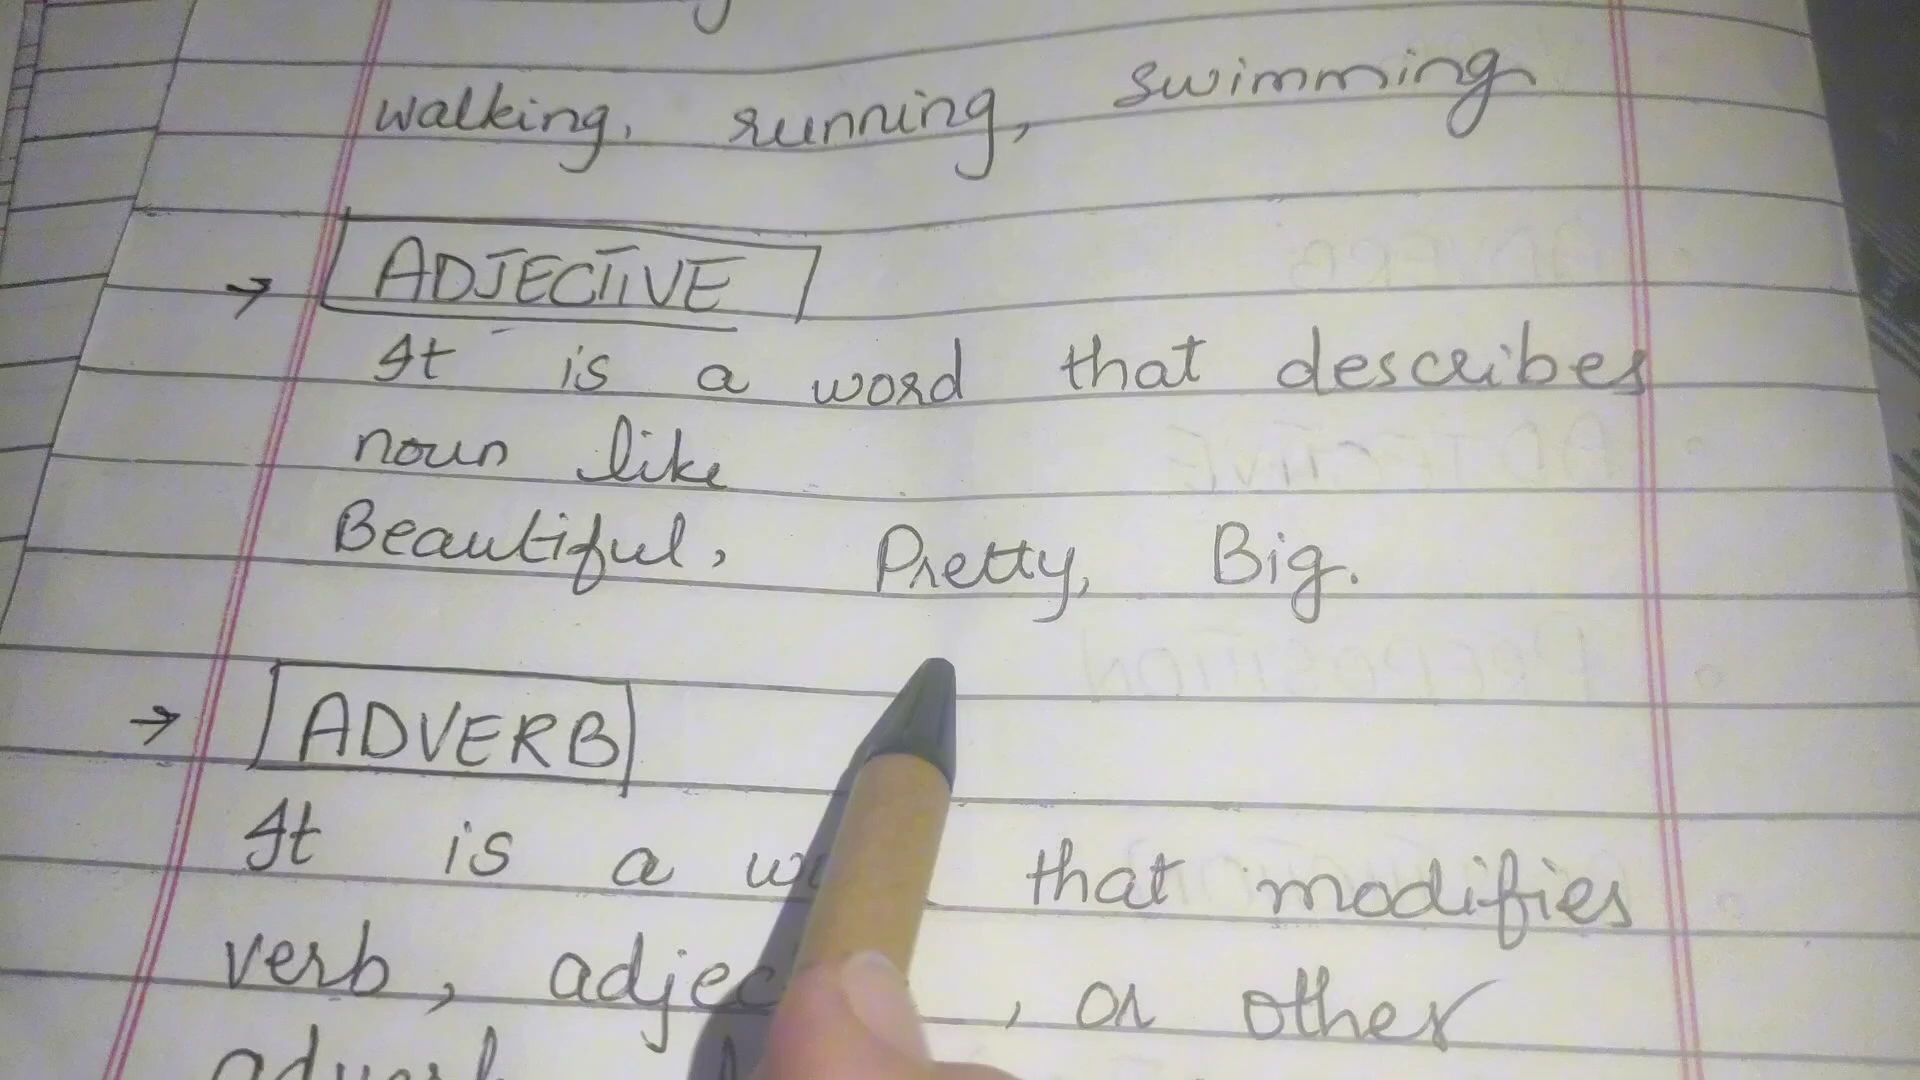 walking, running, swimming
→ ADJECTIVE
It is a word that describes
noun like
Beautiful, Pretty, Big.
→ ADVERB
It is a that modifies
verb, , or other
adverb